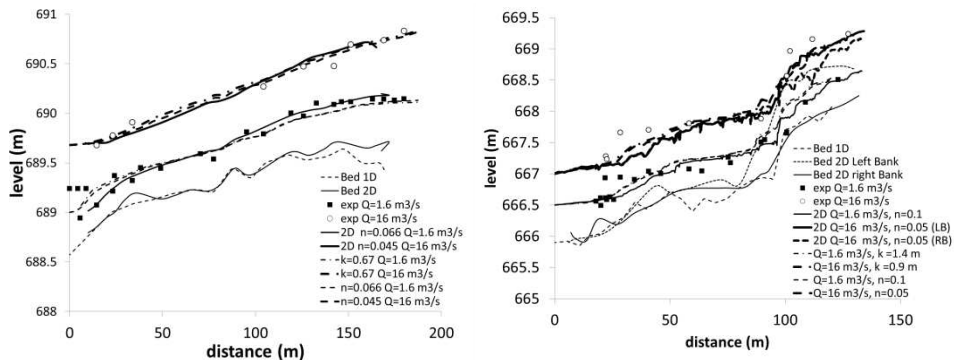 691
690.5
690
689.5
689
688.5
688
level (m)
0
50
100
150
200
distance (m)
Bed 1D
Bed 2D
exp Q=1.6 m3/s
exp Q=16 m3/s
2D n=0.066 Q=1.6 m3/s
2D n=0.045 Q=16 m3/s
k=0.67 Q=1.6 m3/s
k=0.67 Q=16 m3/s
n=0.066 Q=1.6 m3/s
n=0.045 Q=16 m3/s
669.5
669
668.5
668
667.5
667
666.5
666
665.5
665
level (m)
0
50
100
150
distance (m)
Bed 1D
Bed 2D Left Bank
Bed 2D right Bank
exp Q=1.6 m3/s
exp Q=16 m3/s
2D Q=1.6 m3/s, n=0.1
2D Q=16 m3/s, n=0.05 (LB)
2D Q=16 m3/s, n=0.05 (RB)
Q=1.6 m3/s, k =1.4 m
Q=16 m3/s, k=0.9 m
Q=1.6 m3/s, n=0.1
Q=16 m3/s, n=0.05